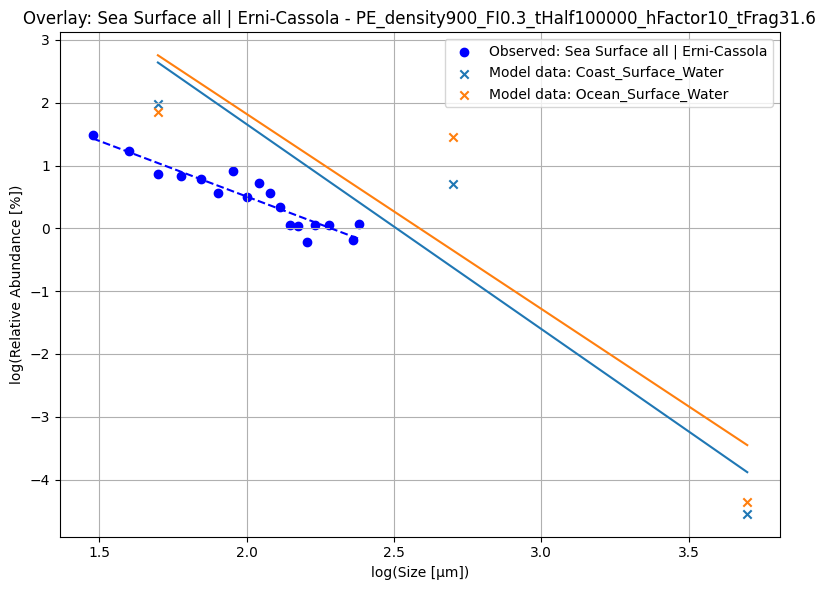 Overlay: Sea Surface all | Erni-Cassola - PE_density900_FI0.3_tHalf100000_hFactor10_tFrag31.6
Observed: Sea Surface all | Erni-Cassola
Model data: Coast_Surface_Water
Model data: Ocean_Surface_Water
log(Relative Abundance [%])
3
2
1
0
−1
−2
−3
−4
1.5 2.0 2.5 3.0 3.5
log(Size [μm])